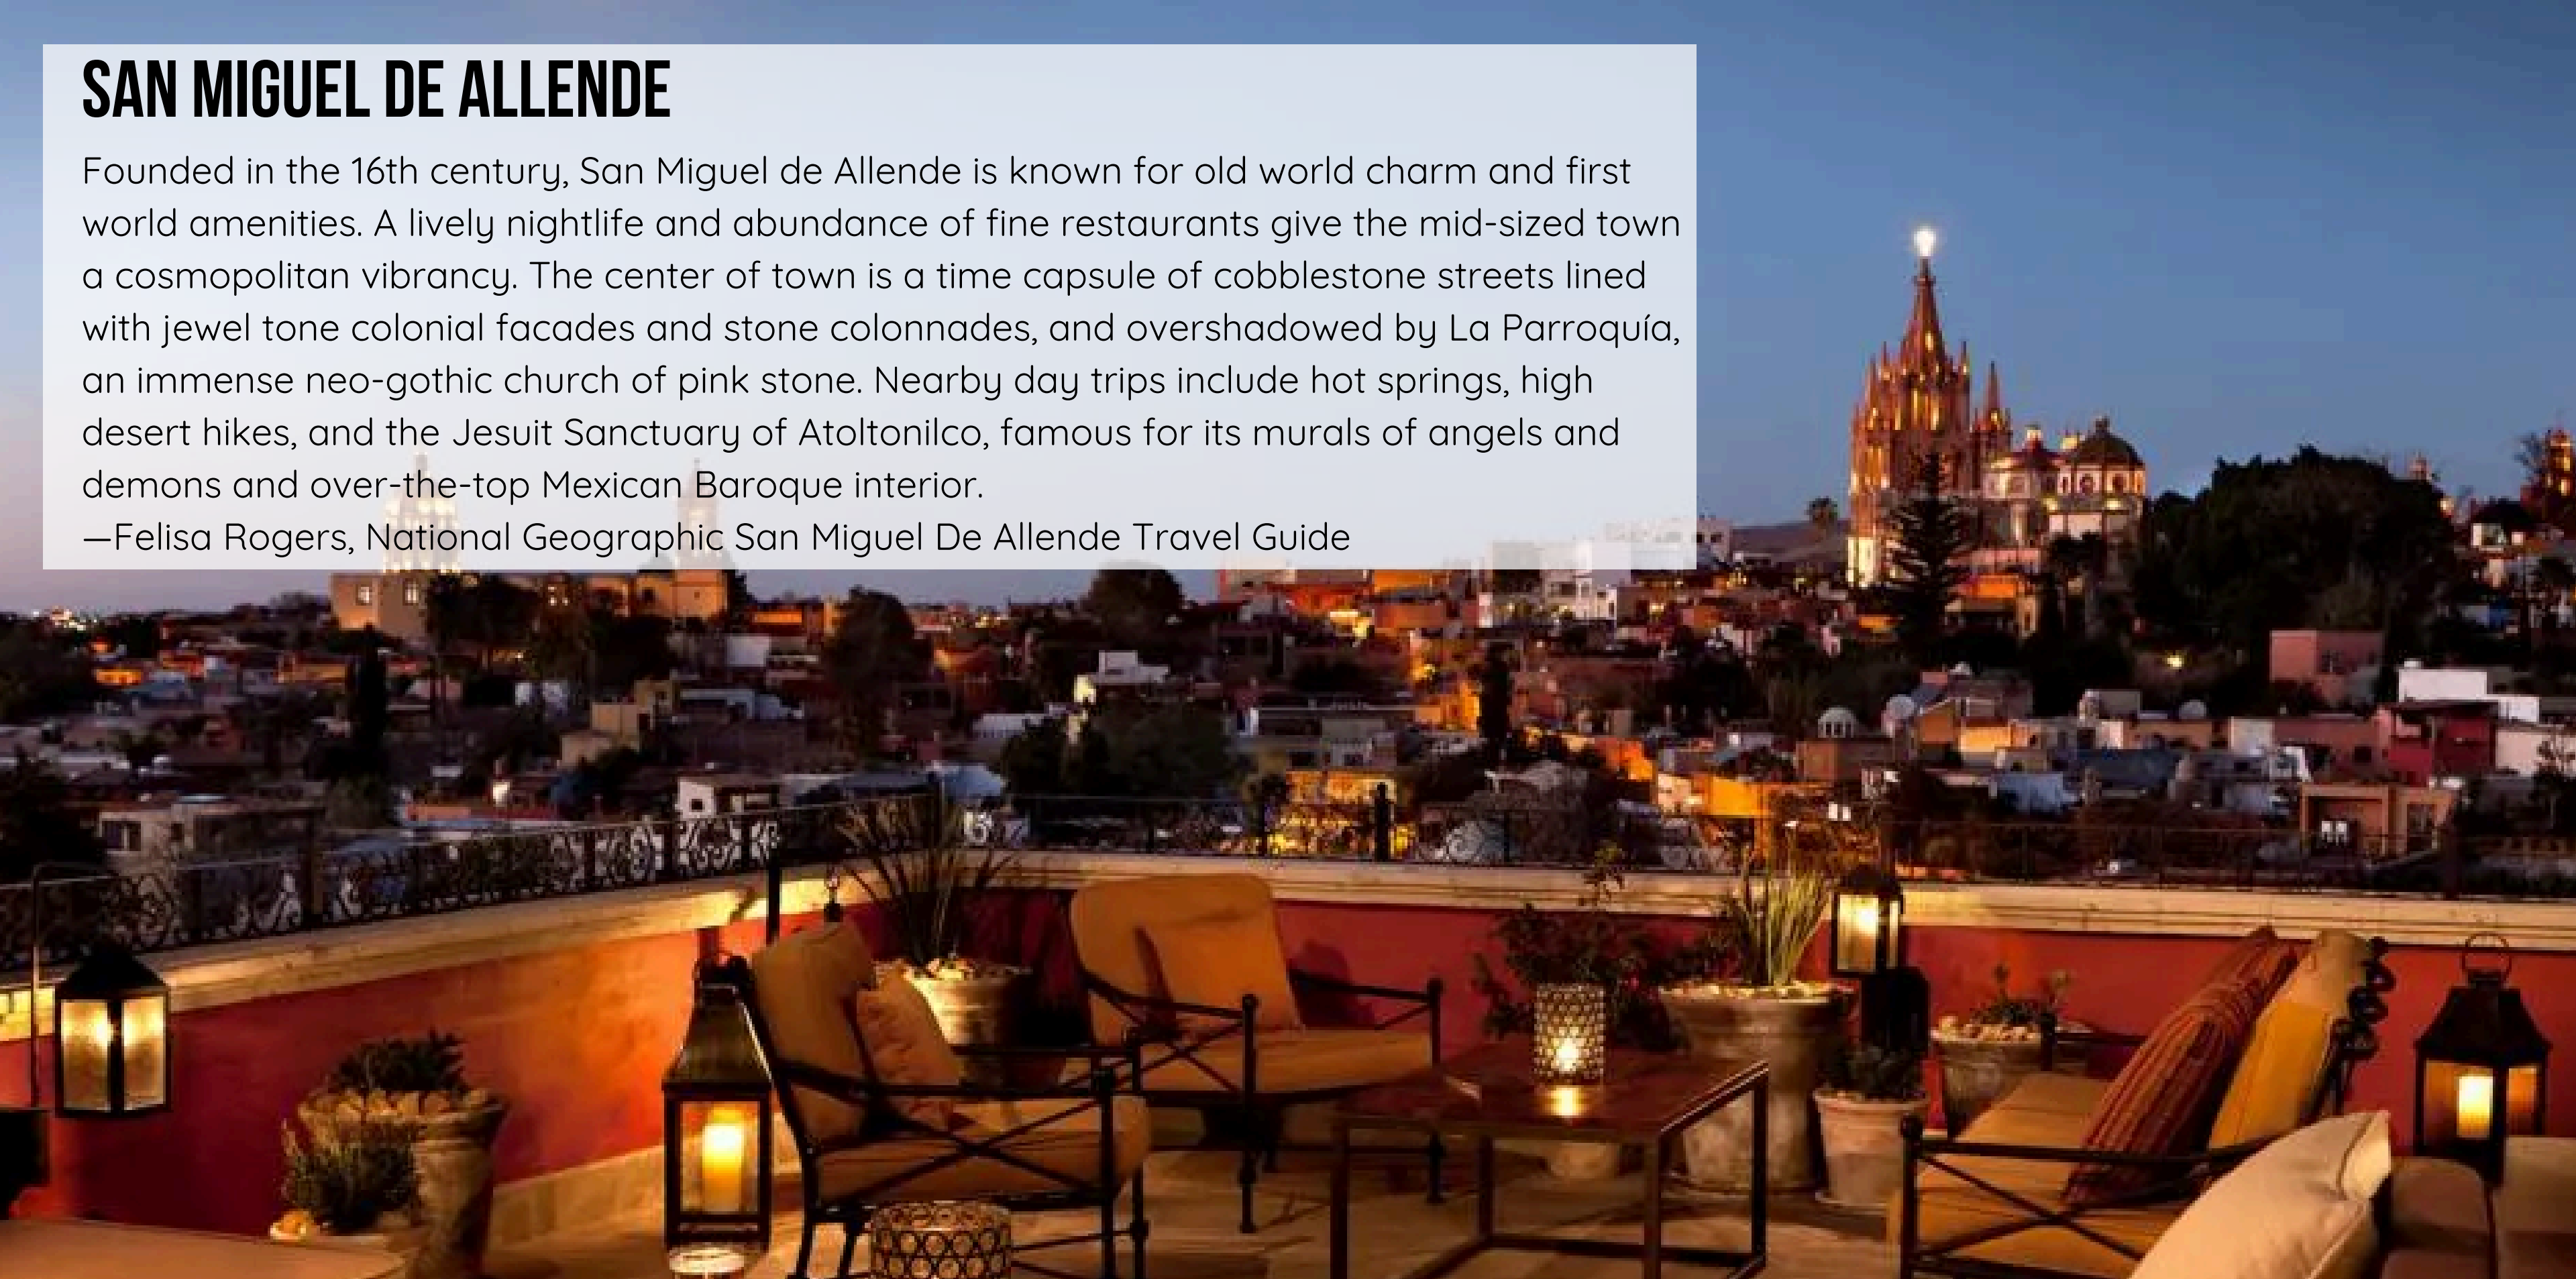 SAN MIGUEL DE ALLENDE
Founded in the 16th century, San Miguel de Allende is known for old world charm and first
world amenities. A lively nightlife and abundance of fine restaurants give the mid-sized town
a cosmopolitan vibrancy. The center of town is a time capsule of cobblestone streets lined
with jewel tone colonial facades and stone colonnades, and overshadowed by La Parroquía,
an immense neo-gothic church of pink stone. Nearby day trips include hot springs, high
desert hikes, and the Jesuit Sanctuary of Atoltonilco, famous for its murals of angels and
demons and over-the-top Mexican Baroque interior.
—Felisa Rogers, National Geographic San Miguel De Allende Travel Guide